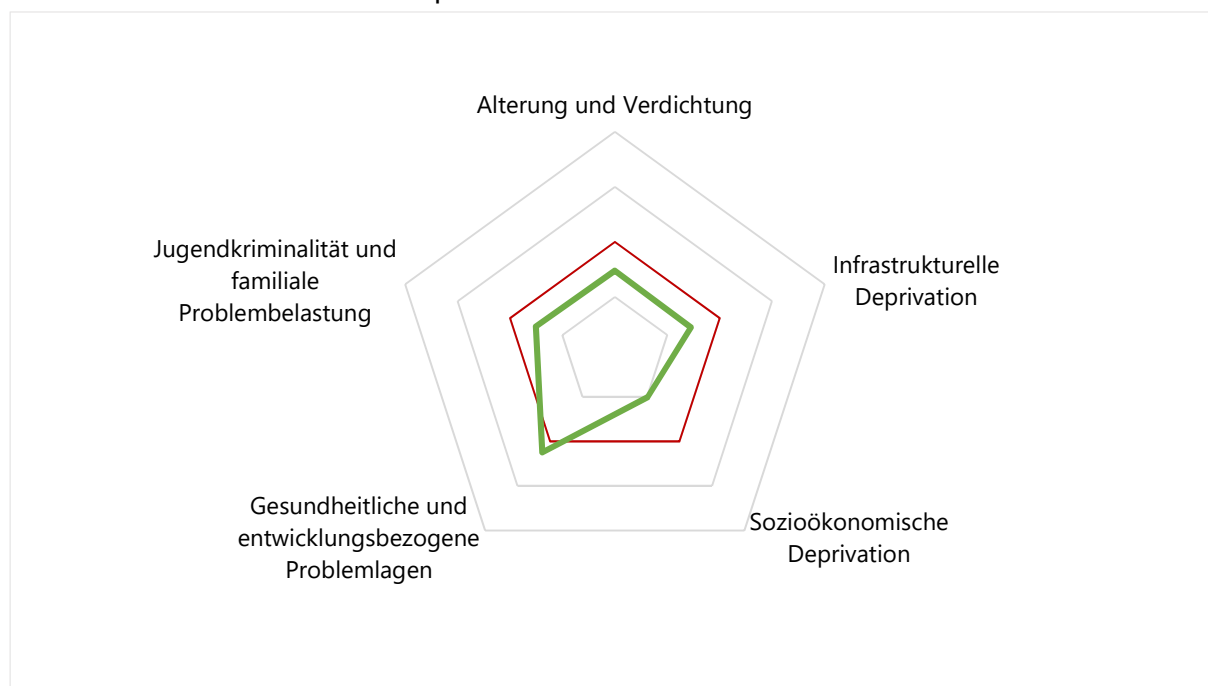 Alterung und Verdichtung
Infrastrukturelle
Deprivation
Sozioökonomische
Deprivation
Gesundheitliche und
entwicklungsbezogene
Problemlagen
Jugendkriminalität und
familiale
Problembelastung